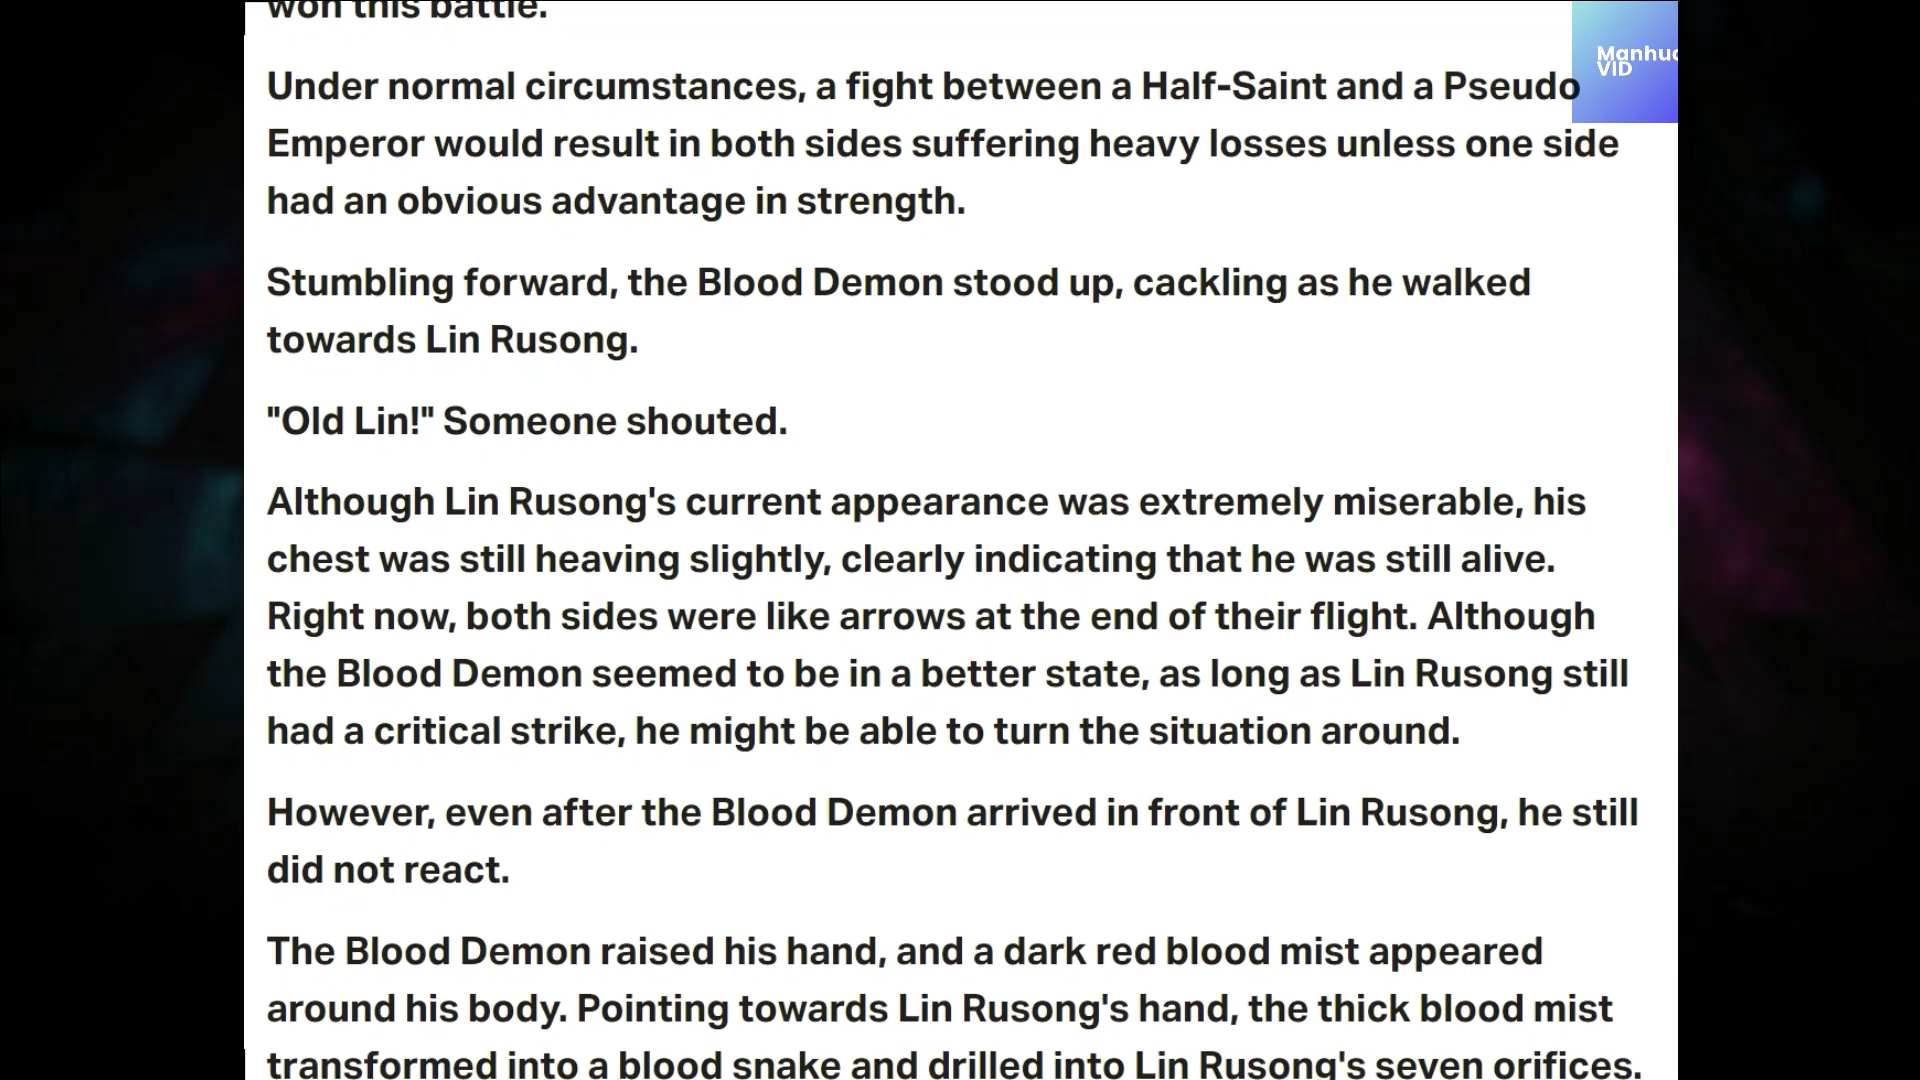 won this battle.
Manhua
VID
Under normal circumstances, a fight between a Half-Saint and a Pseudo
Emperor would result in both sides suffering heavy losses unless one side
had an obvious advantage in strength.
Stumbling forward, the Blood Demon stood up, cackling as he walked
towards Lin Rusong.
"Old Lin!" Someone shouted.
Although Lin Rusong's current appearance was extremely miserable, his
chest was still heaving slightly, clearly indicating that he was still alive.
Right now, both sides were like arrows at the end of their flight. Although
the Blood Demon seemed to be in a better state, as long as Lin Rusong still
had a critical strike, he might be able to turn the situation around.
However, even after the Blood Demon arrived in front of Lin Rusong, he still
did not react.
The Blood Demon raised his hand, and a dark red blood mist appeared
around his body. Pointing towards Lin Rusong's hand, the thick blood mist
transformed into a blood snake and drilled into Lin Rusong's seven orifices.